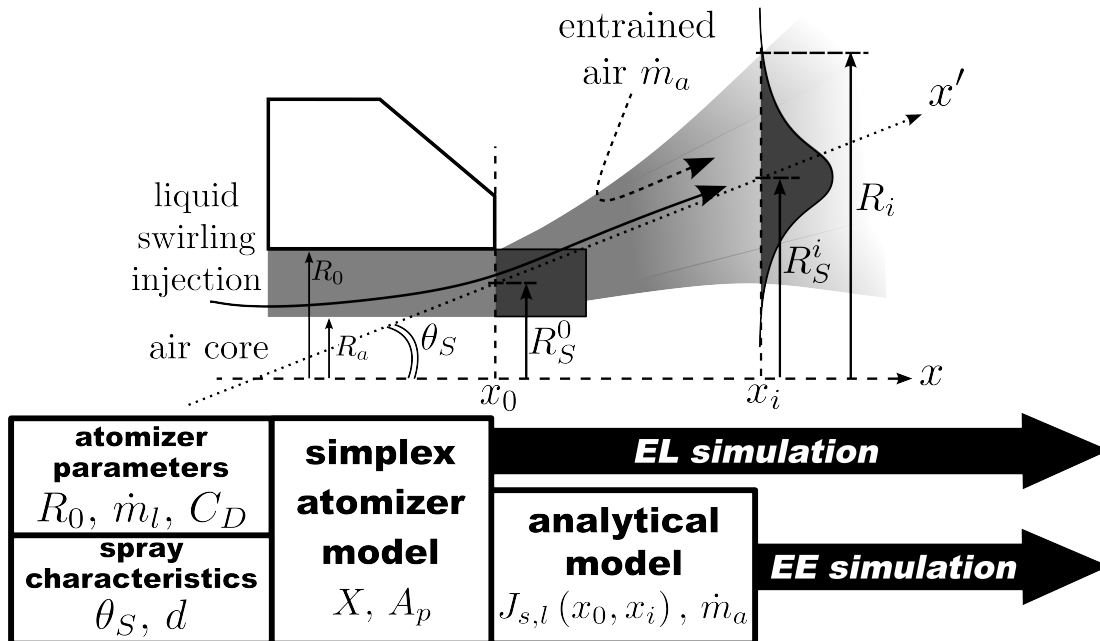 entrained
air ṁ_a
x′
liquid
swirling
injection
R_0
R_i
R_S^i
R_S^0
air core
R_a
θ_S
x
x_0
x_i
atomizer
parameters
R_0, ṁ_l, C_D
spray
characteristics
θ_S, d
simplex
atomizer
model
X, A_p
EL simulation
analytical
model
J_{s,l} (x_0, x_i), ṁ_a
EE simulation